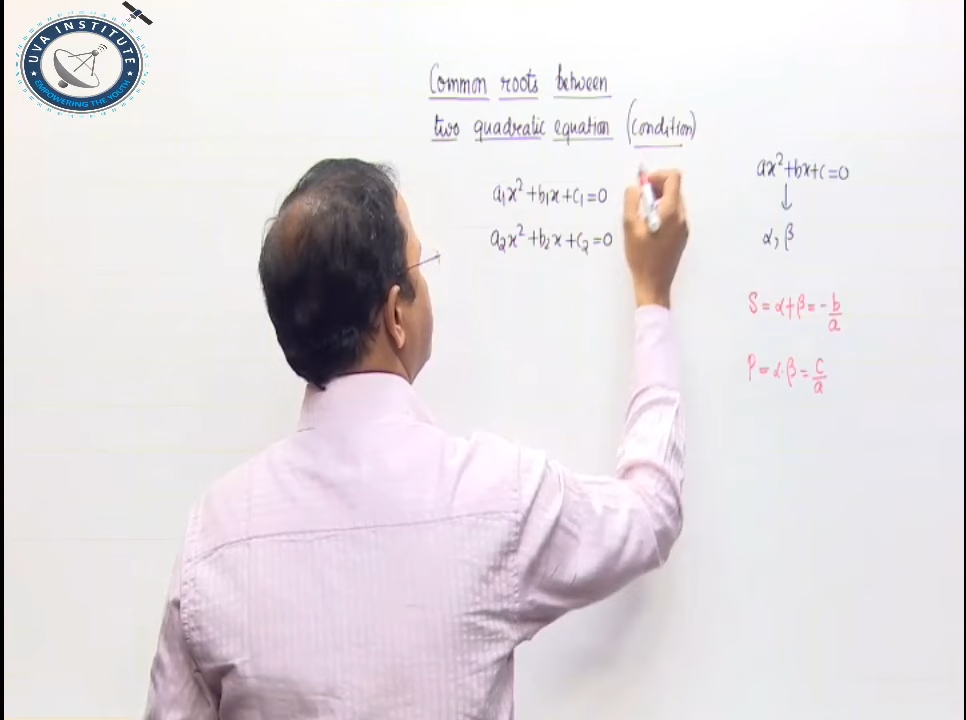 UVA INSTITUTE
EMPOWERING THE YOUTH
Common roots between
two quadratic equation (condition)
a₁x² + b₁x + c₁ = 0
a₂x² + b₂x + c₂ = 0
ax² + bx + c = 0
↓
α, β
S = α + β = -b/a
P = α·β = c/a